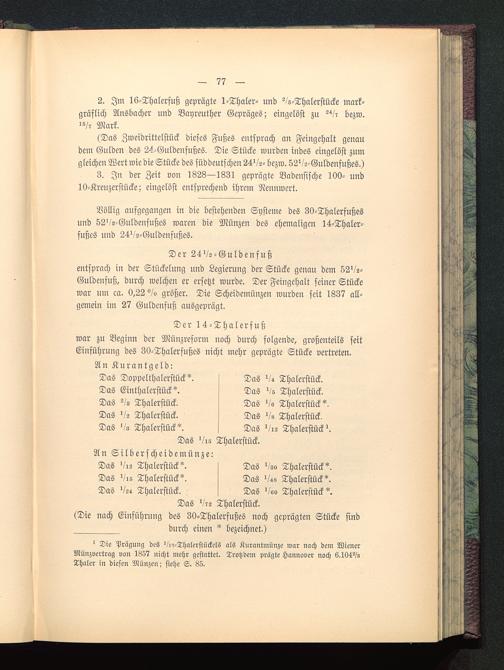 — 77 —
2. Im 16-Thalerfuß geprägte 1-Thaler- und ²/₃-Thalerstücke mark-
gräflich Ansbacher und Bayreuther Gepräges; eingelöst zu ²⁴/₇ bezw.
¹⁵/₇ Mark.
(Das Zweidrittelstück dieses Fußes entsprach an Feingehalt genau
dem Gulden des 24-Guldenfußes. Die Stücke wurden indes eingelöst zum
gleichen Wert wie die Stücke des süddeutschen 24¹/₂- bezw. 52¹/₂-Guldenfußes.)
3. In der Zeit von 1828—1831 geprägte Badensische 100- und
10-Kreuzerstücke; eingelöst entsprechend ihrem Nennwert.
Völlig aufgegangen in die bestehenden Systeme des 30-Thalerfußes
und 52¹/₂-Guldenfußes waren die Münzen des ehemaligen 14-Thaler-
fußes und 24¹/₂-Guldenfußes.
Der 24¹/₂-Guldenfuß
entsprach in der Stückelung und Legierung der Stücke genau dem 52¹/₂-
Guldenfuß, durch welchen er ersetzt wurde. Der Feingehalt seiner Stücke
war um ca. 0,22 % größer. Die Scheidemünzen wurden seit 1837 all-
gemein im 27 Guldenfuß ausgeprägt.
Der 14-Thalerfuß
war zu Beginn der Münzreform noch durch folgende, großenteils seit
Einführung des 30-Thalerfußes nicht mehr geprägte Stücke vertreten.
An Kurantgeld:
Das Doppelthalerstück*.
Das Einthalerstück*.
Das ²/₃ Thalerstück.
Das ¹/₂ Thalerstück.
Das ¹/₃ Thalerstück*.
Das ¹/₄ Thalerstück.
Das ¹/₅ Thalerstück.
Das ¹/₆ Thalerstück*.
Das ¹/₈ Thalerstück.
Das ¹/₁₂ Thalerstück¹.
Das ¹/₁₅ Thalerstück.
An Silberscheidemünze:
Das ¹/₁₂ Thalerstück*.
Das ¹/₁₅ Thalerstück*.
Das ¹/₂₄ Thalerstück.
Das ¹/₃₀ Thalerstück*.
Das ¹/₄₈ Thalerstück*.
Das ¹/₆₀ Thalerstück*.
Das ¹/₇₂ Thalerstück.
(Die nach Einführung des 30-Thalerfußes noch geprägten Stücke sind
durch einen * bezeichnet.)
¹ Die Prägung des ¹/₁₂-Thalerstückels als Kurantmünze war nach dem Wiener
Münzvertrag von 1857 nicht mehr gestattet. Trotzdem prägte Hannover noch 6.104²/₃
Thaler in diesen Münzen; siehe S. 85.